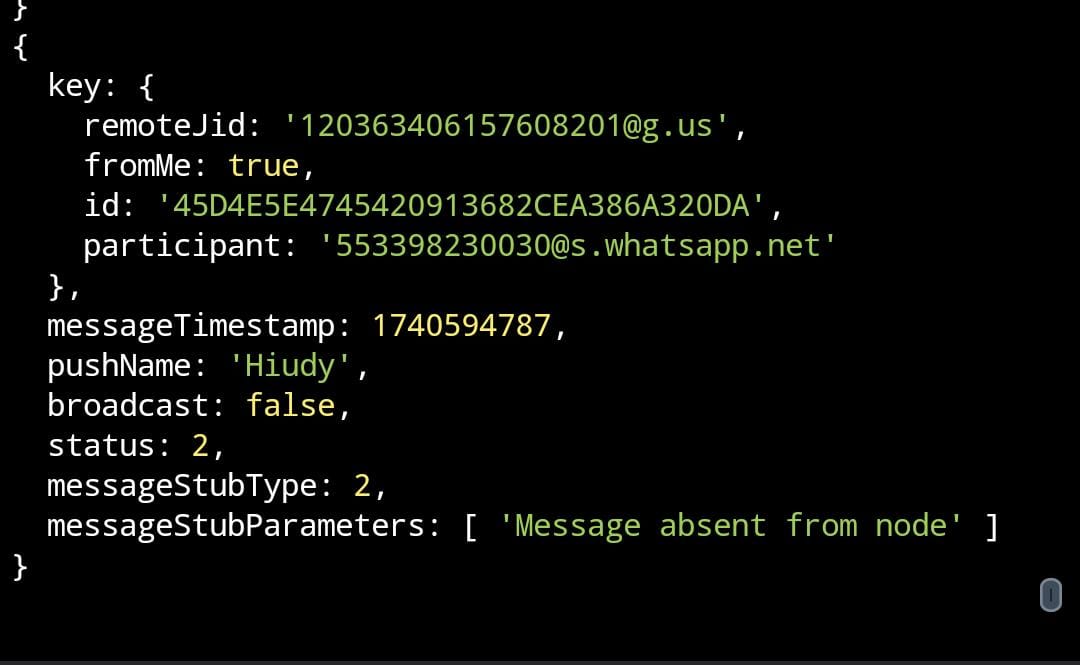 }
{
  key: {
    remoteJid: '120363406157608201@g.us',
    fromMe: true,
    id: '45D4E5E4745420913682CEA386A320DA',
    participant: '553398230030@s.whatsapp.net'
  },
  messageTimestamp: 1740594787,
  pushName: 'Hiudy',
  broadcast: false,
  status: 2,
  messageStubType: 2,
  messageStubParameters: [ 'Message absent from node' ]
}